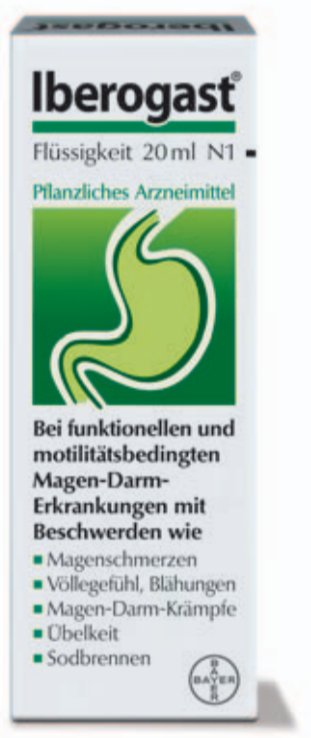 Iberogast®
Flüssigkeit 20 ml N1
Pflanzliches Arzneimittel
Bei funktionellen und
motilitätsbedingten
Magen-Darm-
Erkrankungen mit
Beschwerden wie
▪ Magenschmerzen
▪ Völlegefühl, Blähungen
▪ Magen-Darm-Krämpfe
▪ Übelkeit
▪ Sodbrennen
BAYER